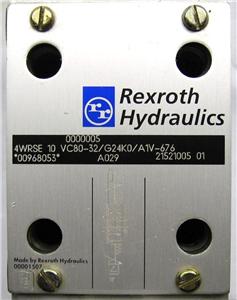 Rexroth
Hydraulics
0000005
4WRSE 10 VC80-32/G24K0/A1V-676
*00968053* A029 21521005 01
Made by Rexroth Hydraulics
00001507